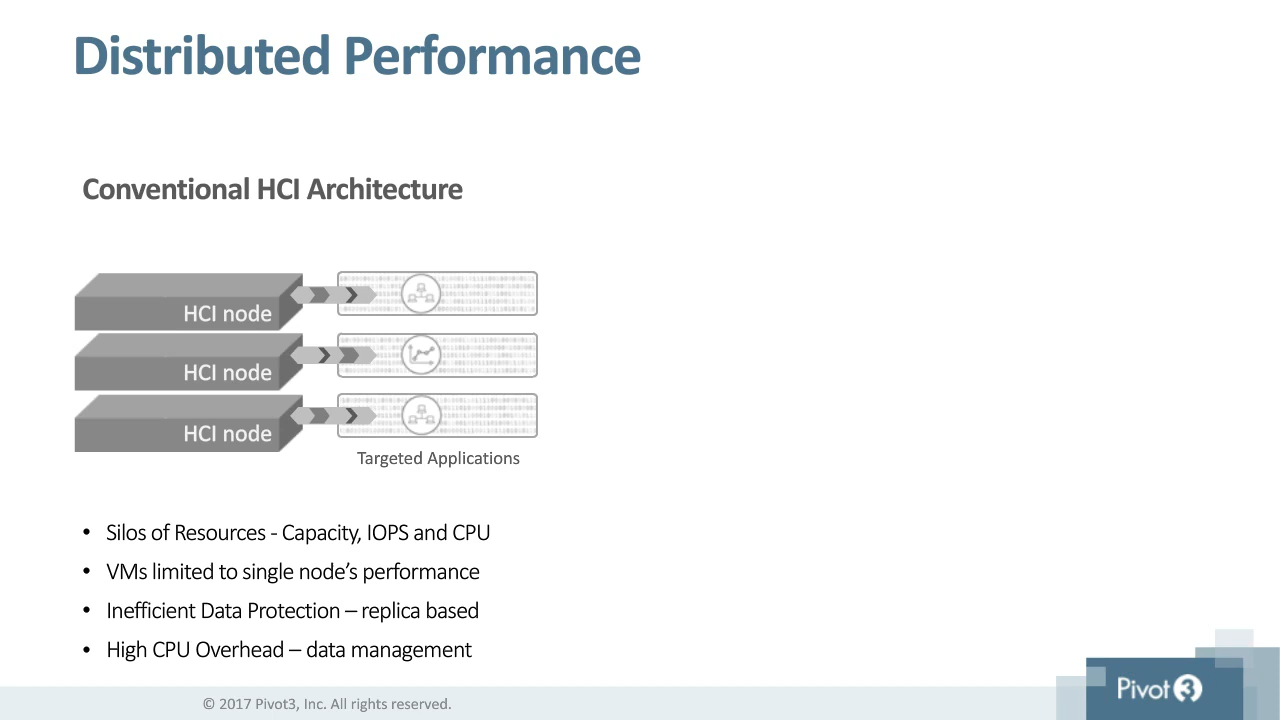 Distributed Performance
Conventional HCI Architecture
HCI node
HCI node
HCI node
Targeted Applications
• Silos of Resources - Capacity, IOPS and CPU
• VMs limited to single node’s performance
• Inefficient Data Protection – replica based
• High CPU Overhead – data management
© 2017 Pivot3, Inc. All rights reserved.
Pivot3